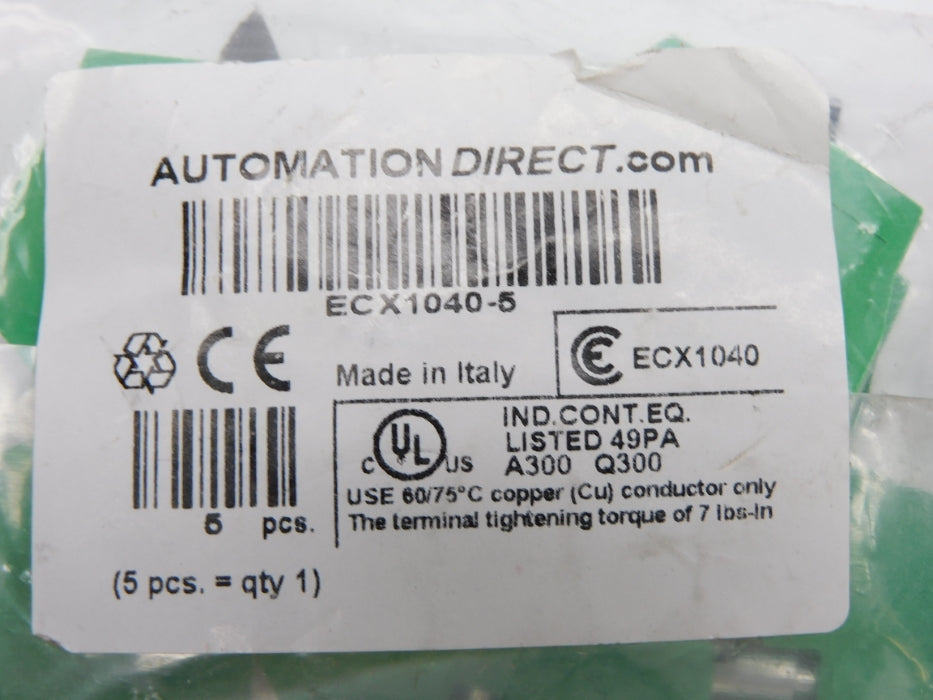 AUTOMATIONDIRECT.com
ECX1040-5
CE
Made in Italy
ECX1040
C UL US
IND.CONT.EQ.
LISTED 49PA
A300 Q300
USE 60/75°C copper (Cu) conductor only
The terminal tightening torque of 7 lbs-in
5 pcs.
(5 pcs. = qty 1)